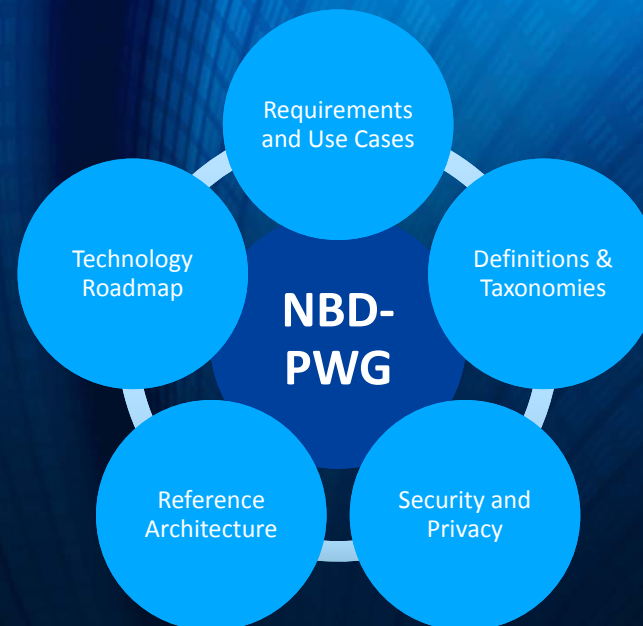 Requirements
and Use Cases
Technology
Roadmap
Definitions &
Taxonomies
NBD-
PWG
Reference
Architecture
Security and
Privacy